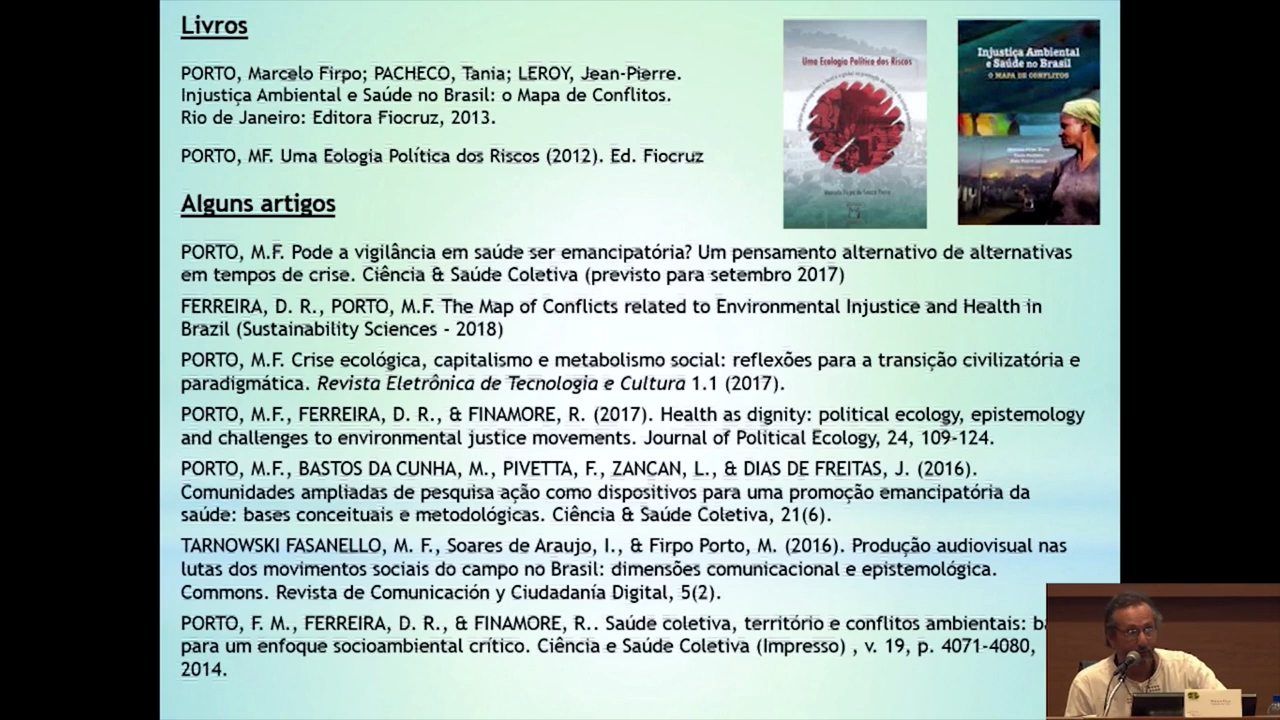 Livros
PORTO, Marcelo Firpo; PACHECO, Tania; LEROY, Jean-Pierre.
Injustiça Ambiental e Saúde no Brasil: o Mapa de Conflitos.
Rio de Janeiro: Editora Fiocruz, 2013.
PORTO, MF. Uma Eologia Política dos Riscos (2012). Ed. Fiocruz
Uma Ecologia Política dos Riscos
Injustiça Ambiental
e Saúde no Brasil
O MAPA DE CONFLITOS
Alguns artigos
PORTO, M.F. Pode a vigilância em saúde ser emancipatória? Um pensamento alternativo de alternativas
em tempos de crise. Ciência & Saúde Coletiva (previsto para setembro 2017)
FERREIRA, D. R., PORTO, M.F. The Map of Conflicts related to Environmental Injustice and Health in
Brazil (Sustainability Sciences - 2018)
PORTO, M.F. Crise ecológica, capitalismo e metabolismo social: reflexões para a transição civilizatória e
paradigmática. Revista Eletrônica de Tecnologia e Cultura 1.1 (2017).
PORTO, M.F., FERREIRA, D. R., & FINAMORE, R. (2017). Health as dignity: political ecology, epistemology
and challenges to environmental justice movements. Journal of Political Ecology, 24, 109-124.
PORTO, M.F., BASTOS DA CUNHA, M., PIVETTA, F., ZANCAN, L., & DIAS DE FREITAS, J. (2016).
Comunidades ampliadas de pesquisa ação como dispositivos para uma promoção emancipatória da
saúde: bases conceituais e metodológicas. Ciência & Saúde Coletiva, 21(6).
TARNOWSKI FASANELLO, M. F., Soares de Araujo, I., & Firpo Porto, M. (2016). Produção audiovisual nas
lutas dos movimentos sociais do campo no Brasil: dimensões comunicacional e epistemológica.
Commons. Revista de Comunicación y Ciudadanía Digital, 5(2).
PORTO, F. M., FERREIRA, D. R., & FINAMORE, R.. Saúde coletiva, território e conflitos ambientais:
para um enfoque socioambiental crítico. Ciência e Saúde Coletiva (Impresso) , v. 19, p. 4071-4080,
2014.